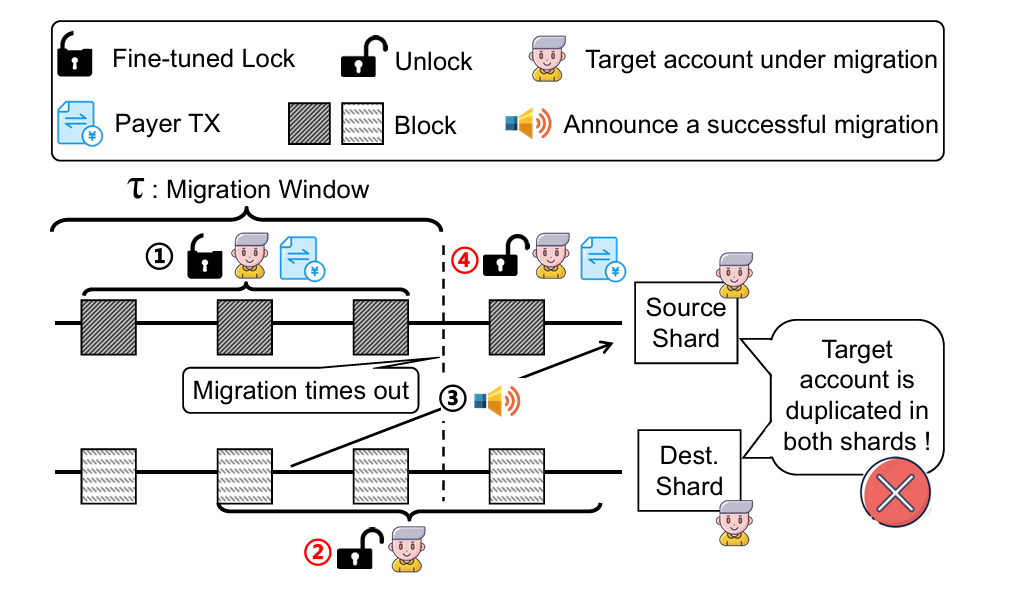 Fine-tuned Lock
Unlock
Target account under migration
Payer TX
Block
Announce a successful migration
τ : Migration Window
①
④
Source
Shard
Target
account is
duplicated in
both shards !
Migration times out
③
Dest.
Shard
②